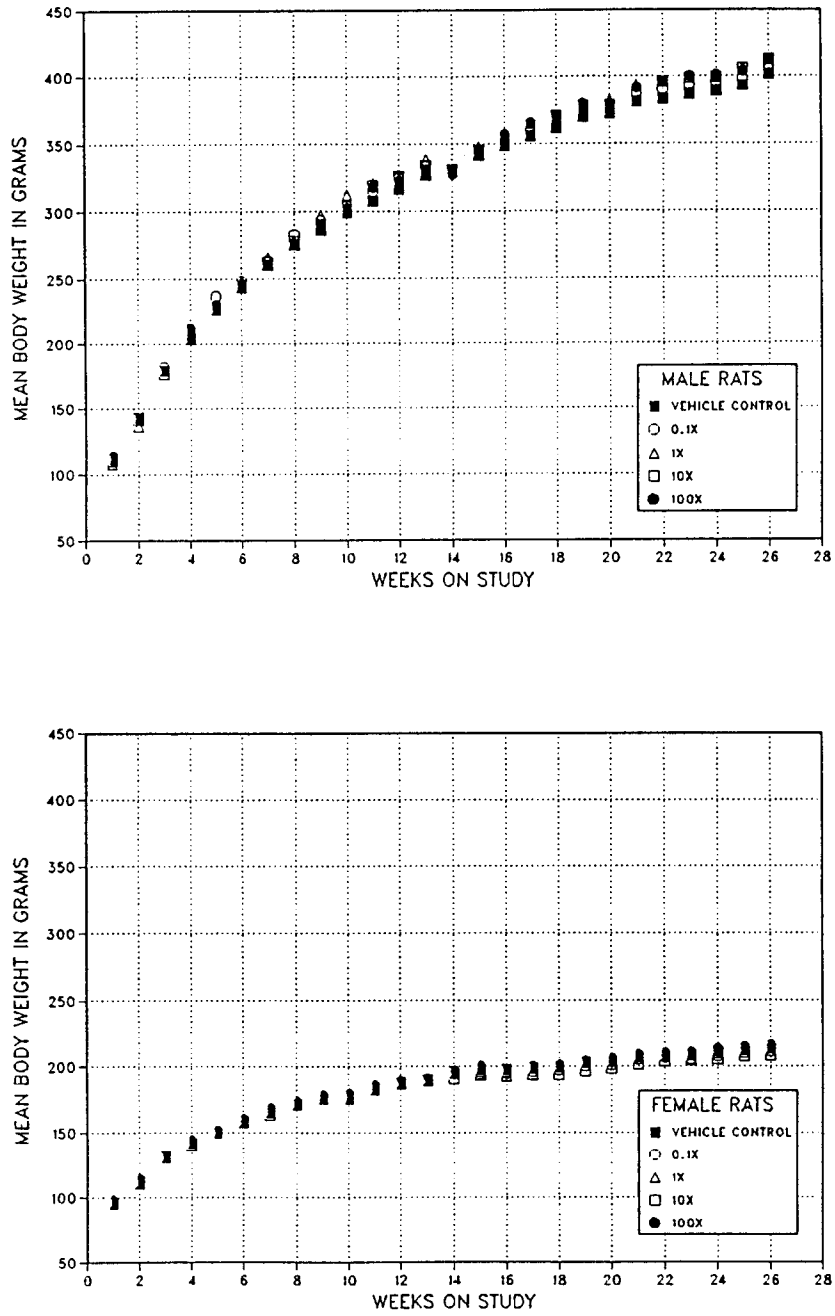 450
400
350
300
250
200
150
100
50
MEAN BODY WEIGHT IN GRAMS
MALE RATS
VEHICLE CONTROL
0.1X
1X
10X
100X
0 2 4 6 8 10 12 14 16 18 20 22 24 26 28
WEEKS ON STUDY
450
400
350
300
250
200
150
100
50
MEAN BODY WEIGHT IN GRAMS
FEMALE RATS
VEHICLE CONTROL
0.1X
1X
10X
100X
0 2 4 6 8 10 12 14 16 18 20 22 24 26 28
WEEKS ON STUDY